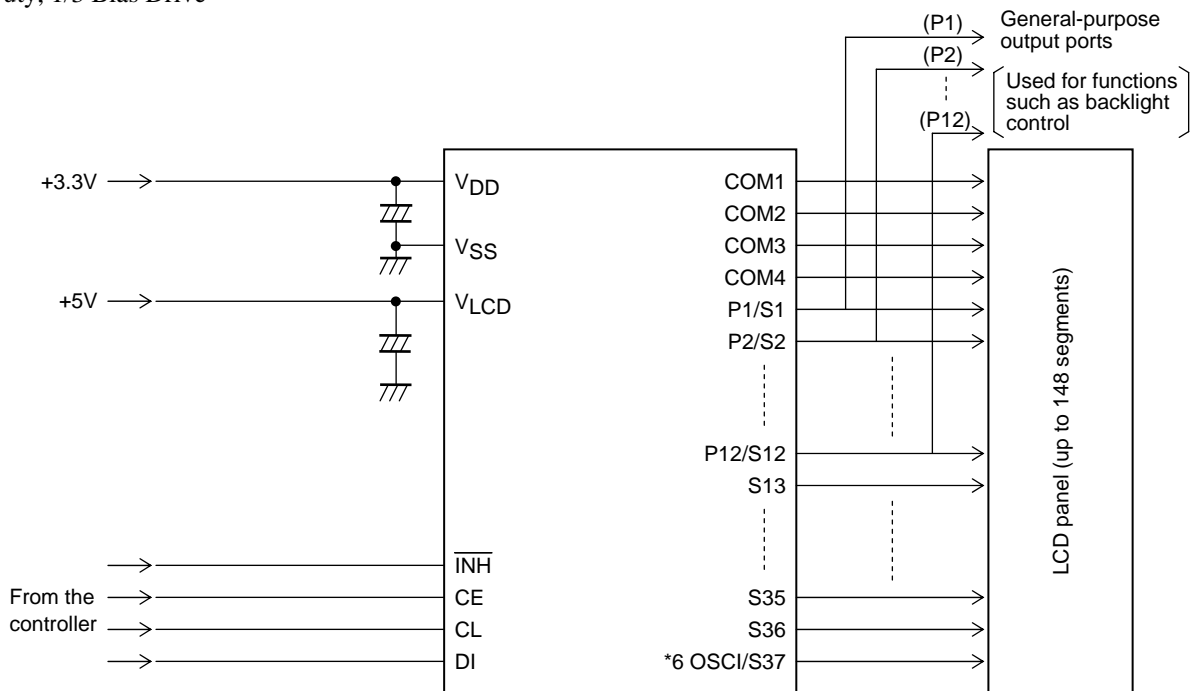 uty, 1/3 Bias Drive
(P1)
General-purpose
output ports
(P2)
Used for functions
such as backlight
control
(P12)
+3.3V
VDD
VSS
+5V
VLCD
INH
From the
controller
CE
CL
DI
COM1
COM2
COM3
COM4
P1/S1
P2/S2
P12/S12
S13
S35
S36
*6 OSCI/S37
LCD panel (up to 148 segments)